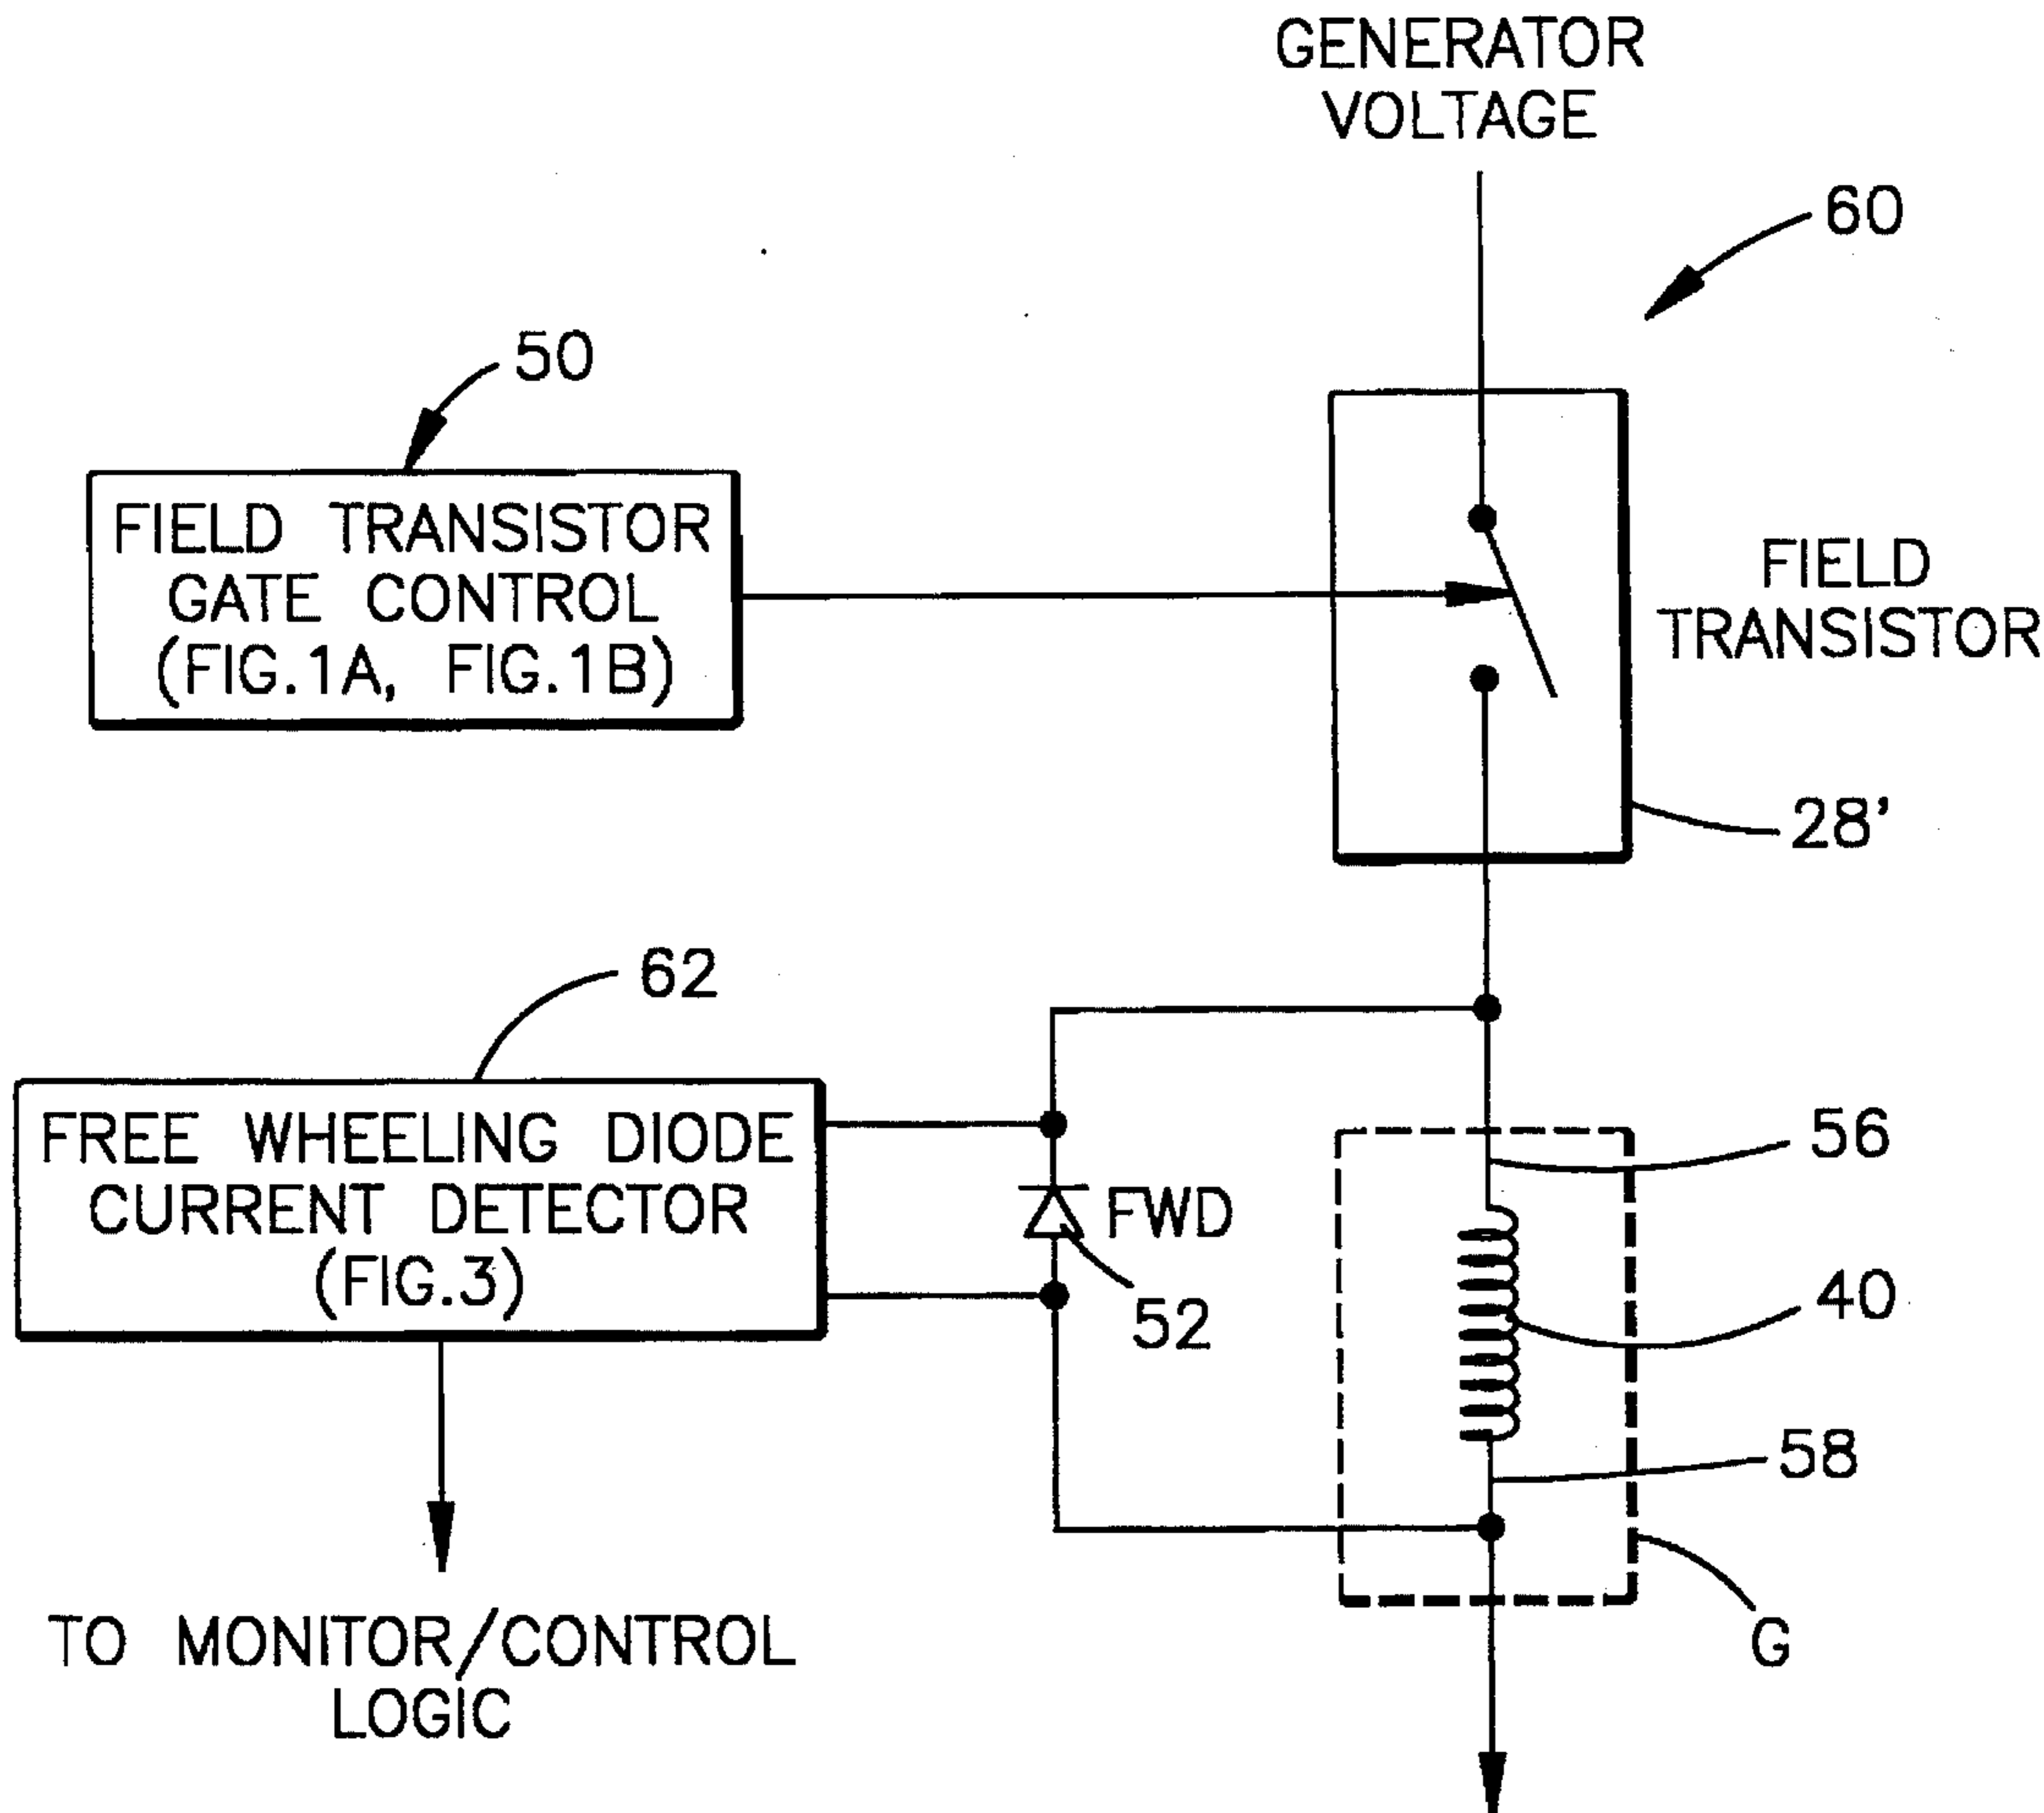 GENERATOR
VOLTAGE
60
50
FIELD TRANSISTOR
GATE CONTROL
(FIG.1A, FIG.1B)
FIELD
TRANSISTOR
28'
62
FREE WHEELING DIODE
CURRENT DETECTOR
(FIG.3)
FWD
52
56
40
58
G
TO MONITOR/CONTROL
LOGIC